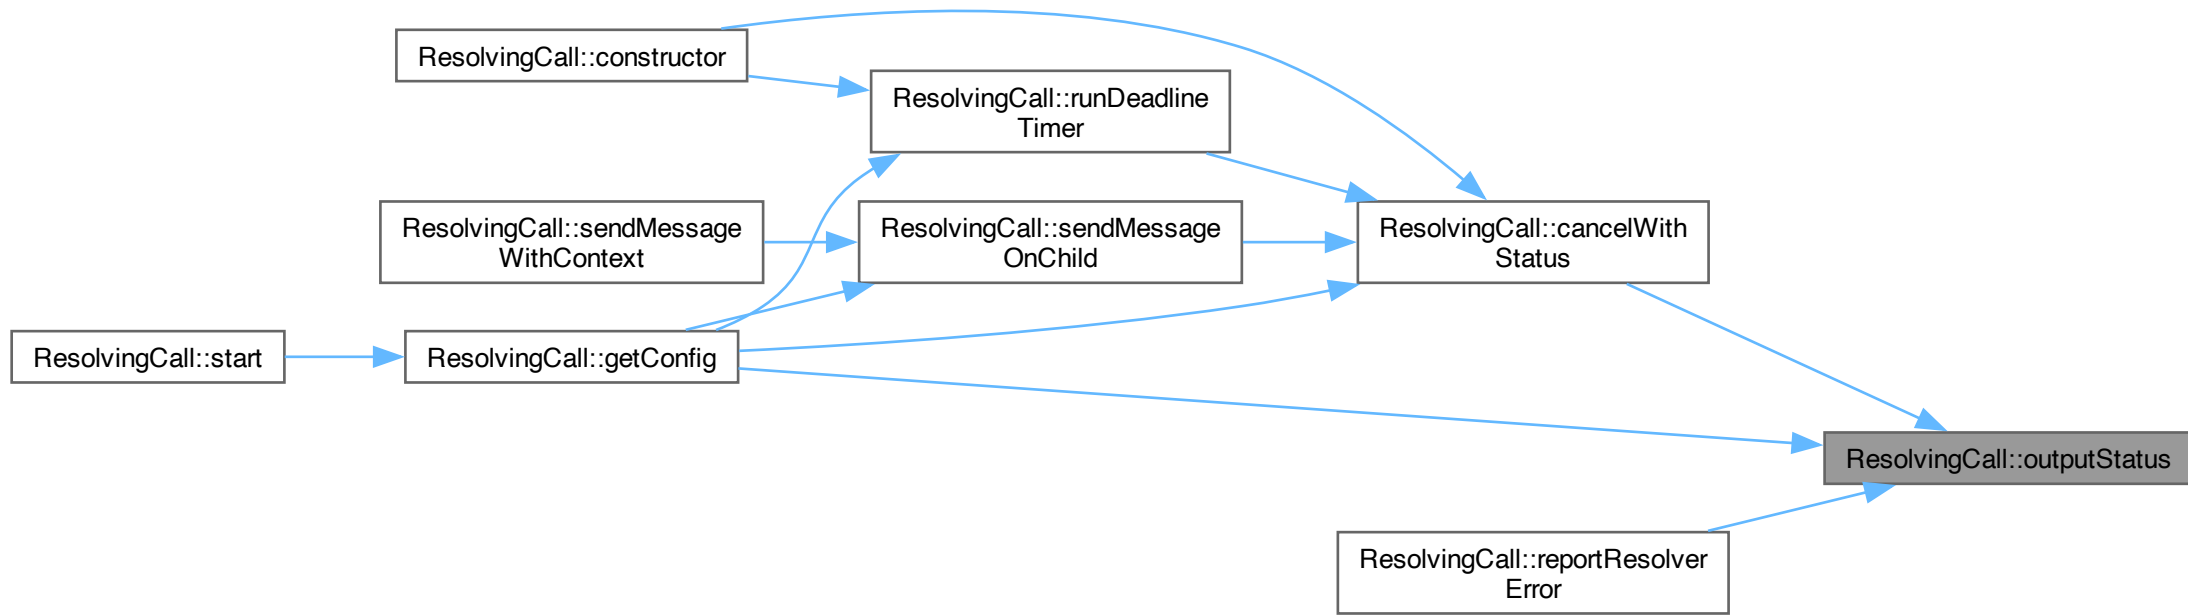 ResolvingCall::constructor
ResolvingCall::runDeadline
Timer
ResolvingCall::sendMessage
WithContext
ResolvingCall::sendMessage
OnChild
ResolvingCall::cancelWith
Status
ResolvingCall::start
ResolvingCall::getConfig
ResolvingCall::outputStatus
ResolvingCall::reportResolver
Error